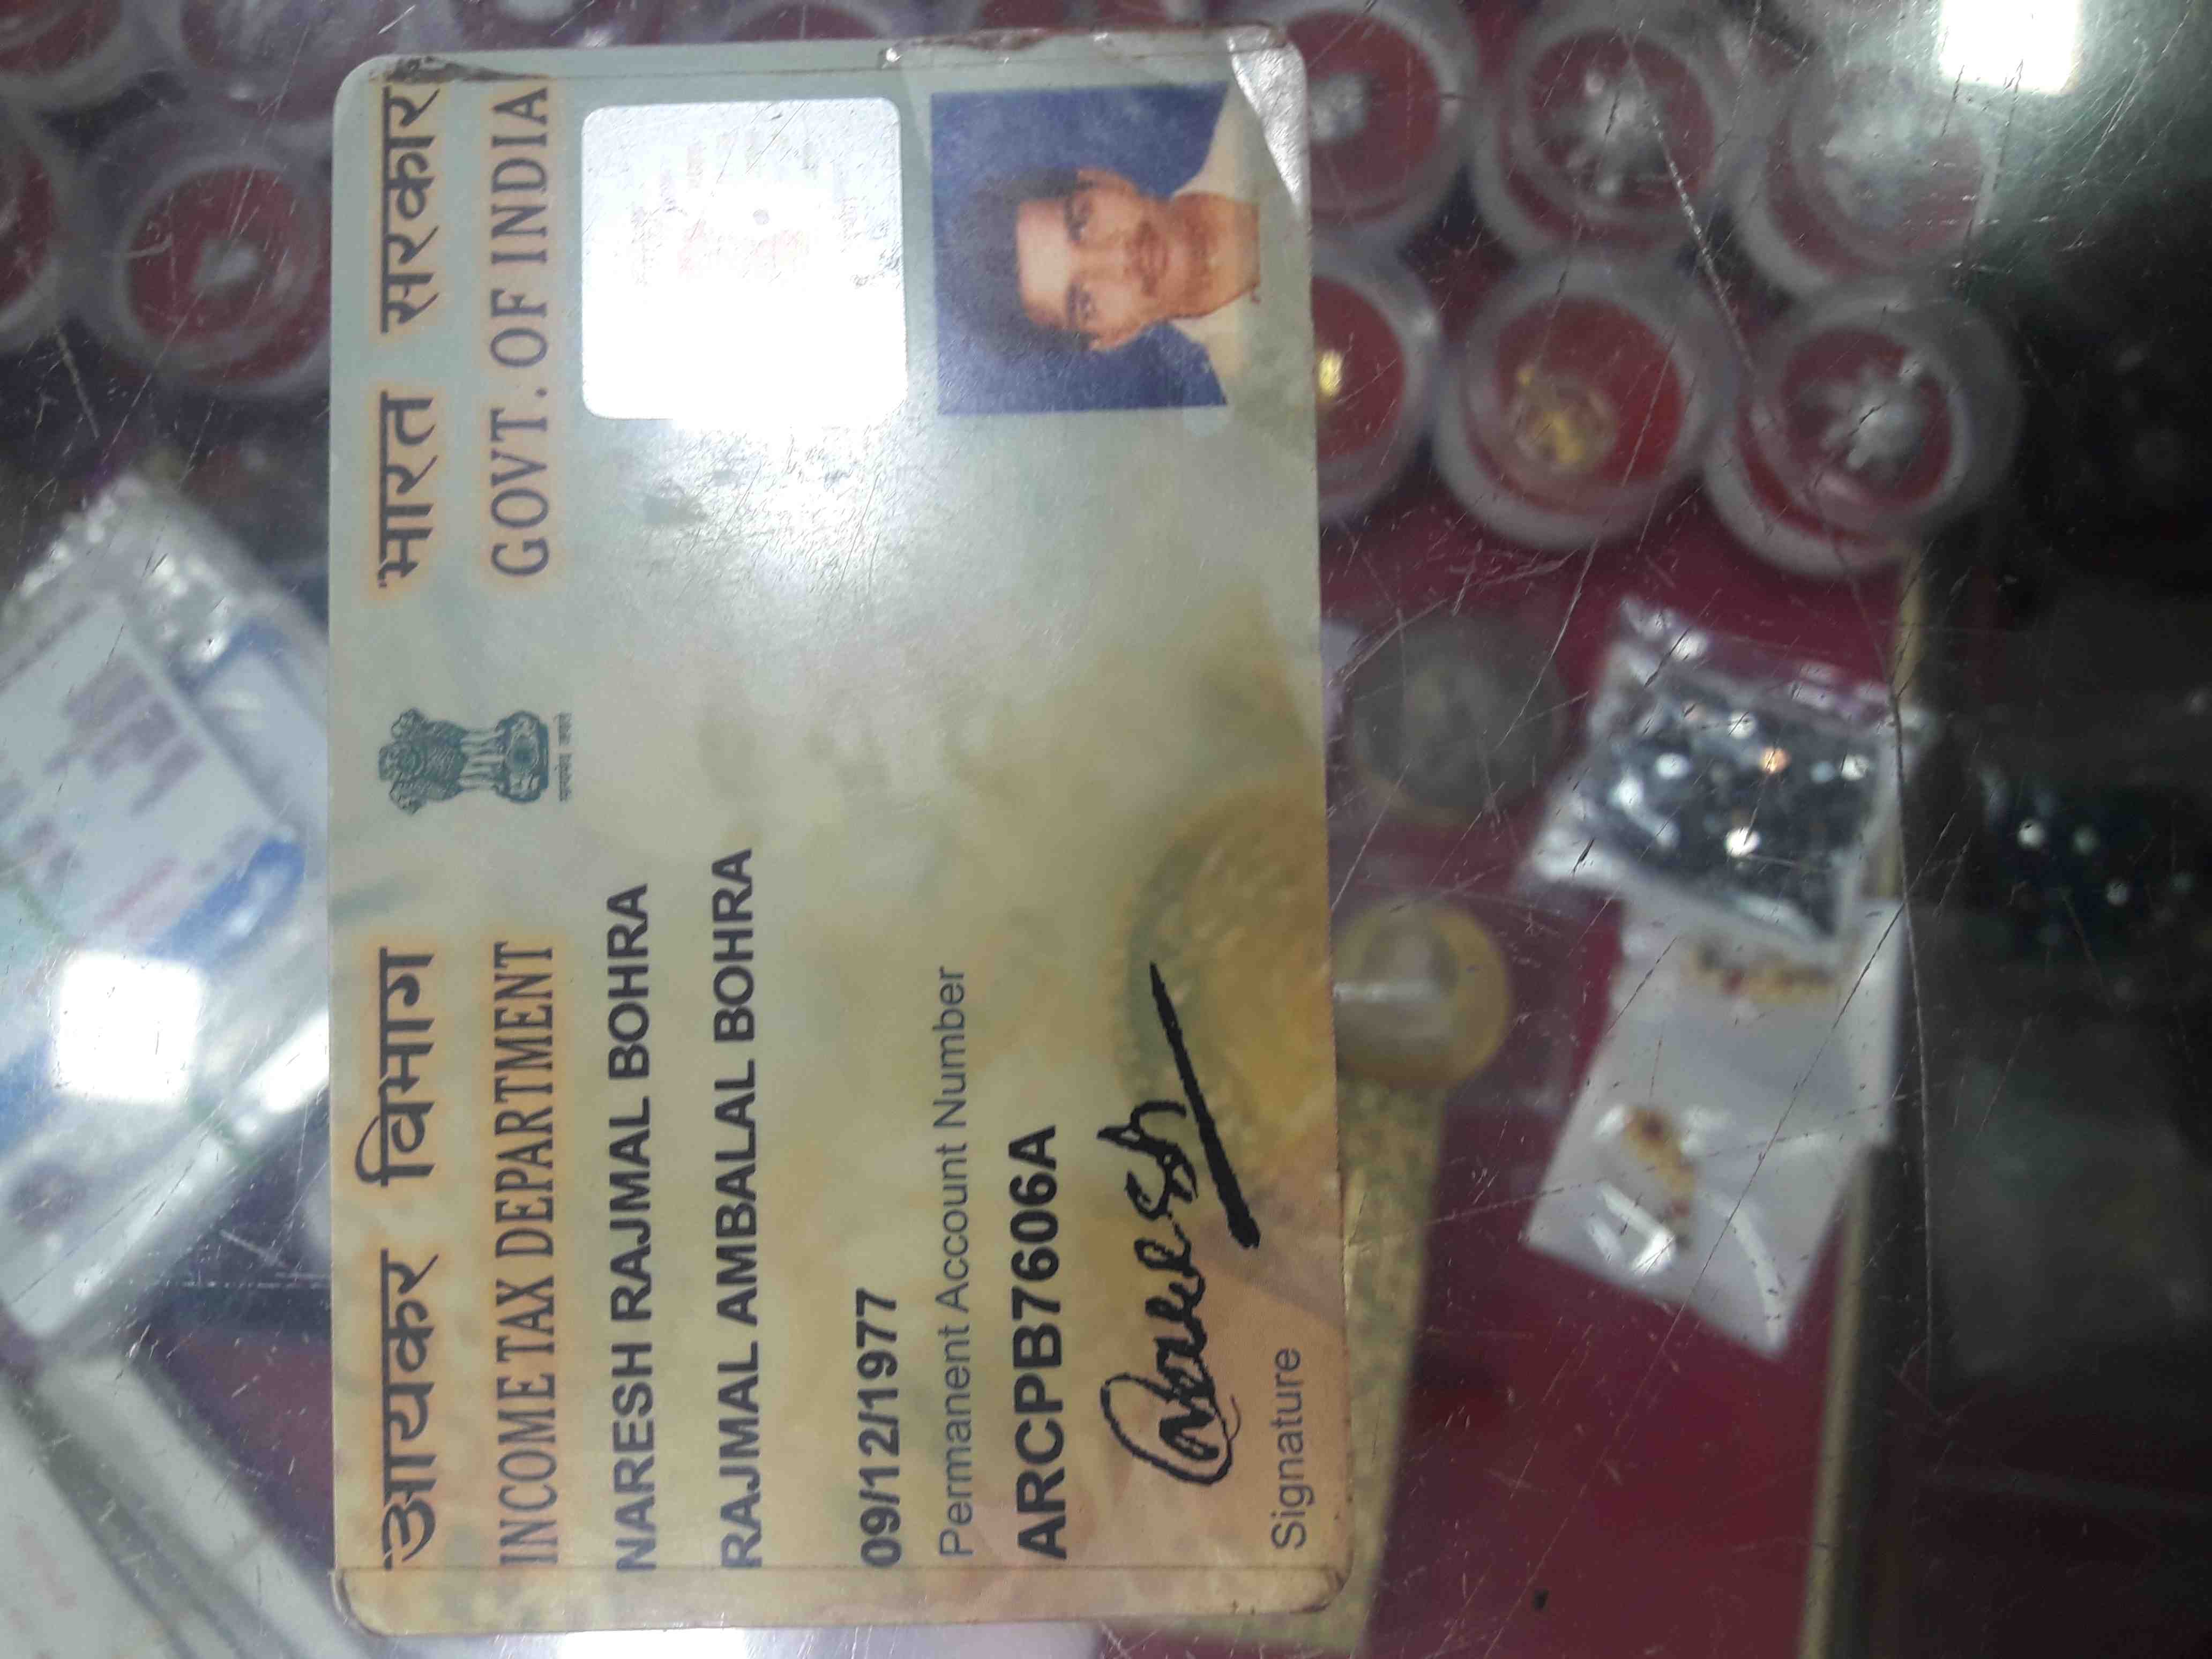 आयकर विभाग
INCOME TAX DEPARTMENT
भारत सरकार
GOVT. OF INDIA
सत्यमेव जयते
NARESH RAJMAL BOHRA
RAJMAL AMBALAL BOHRA
09/12/1977
Permanent Account Number
ARCPB7606A
Naresh
Signature